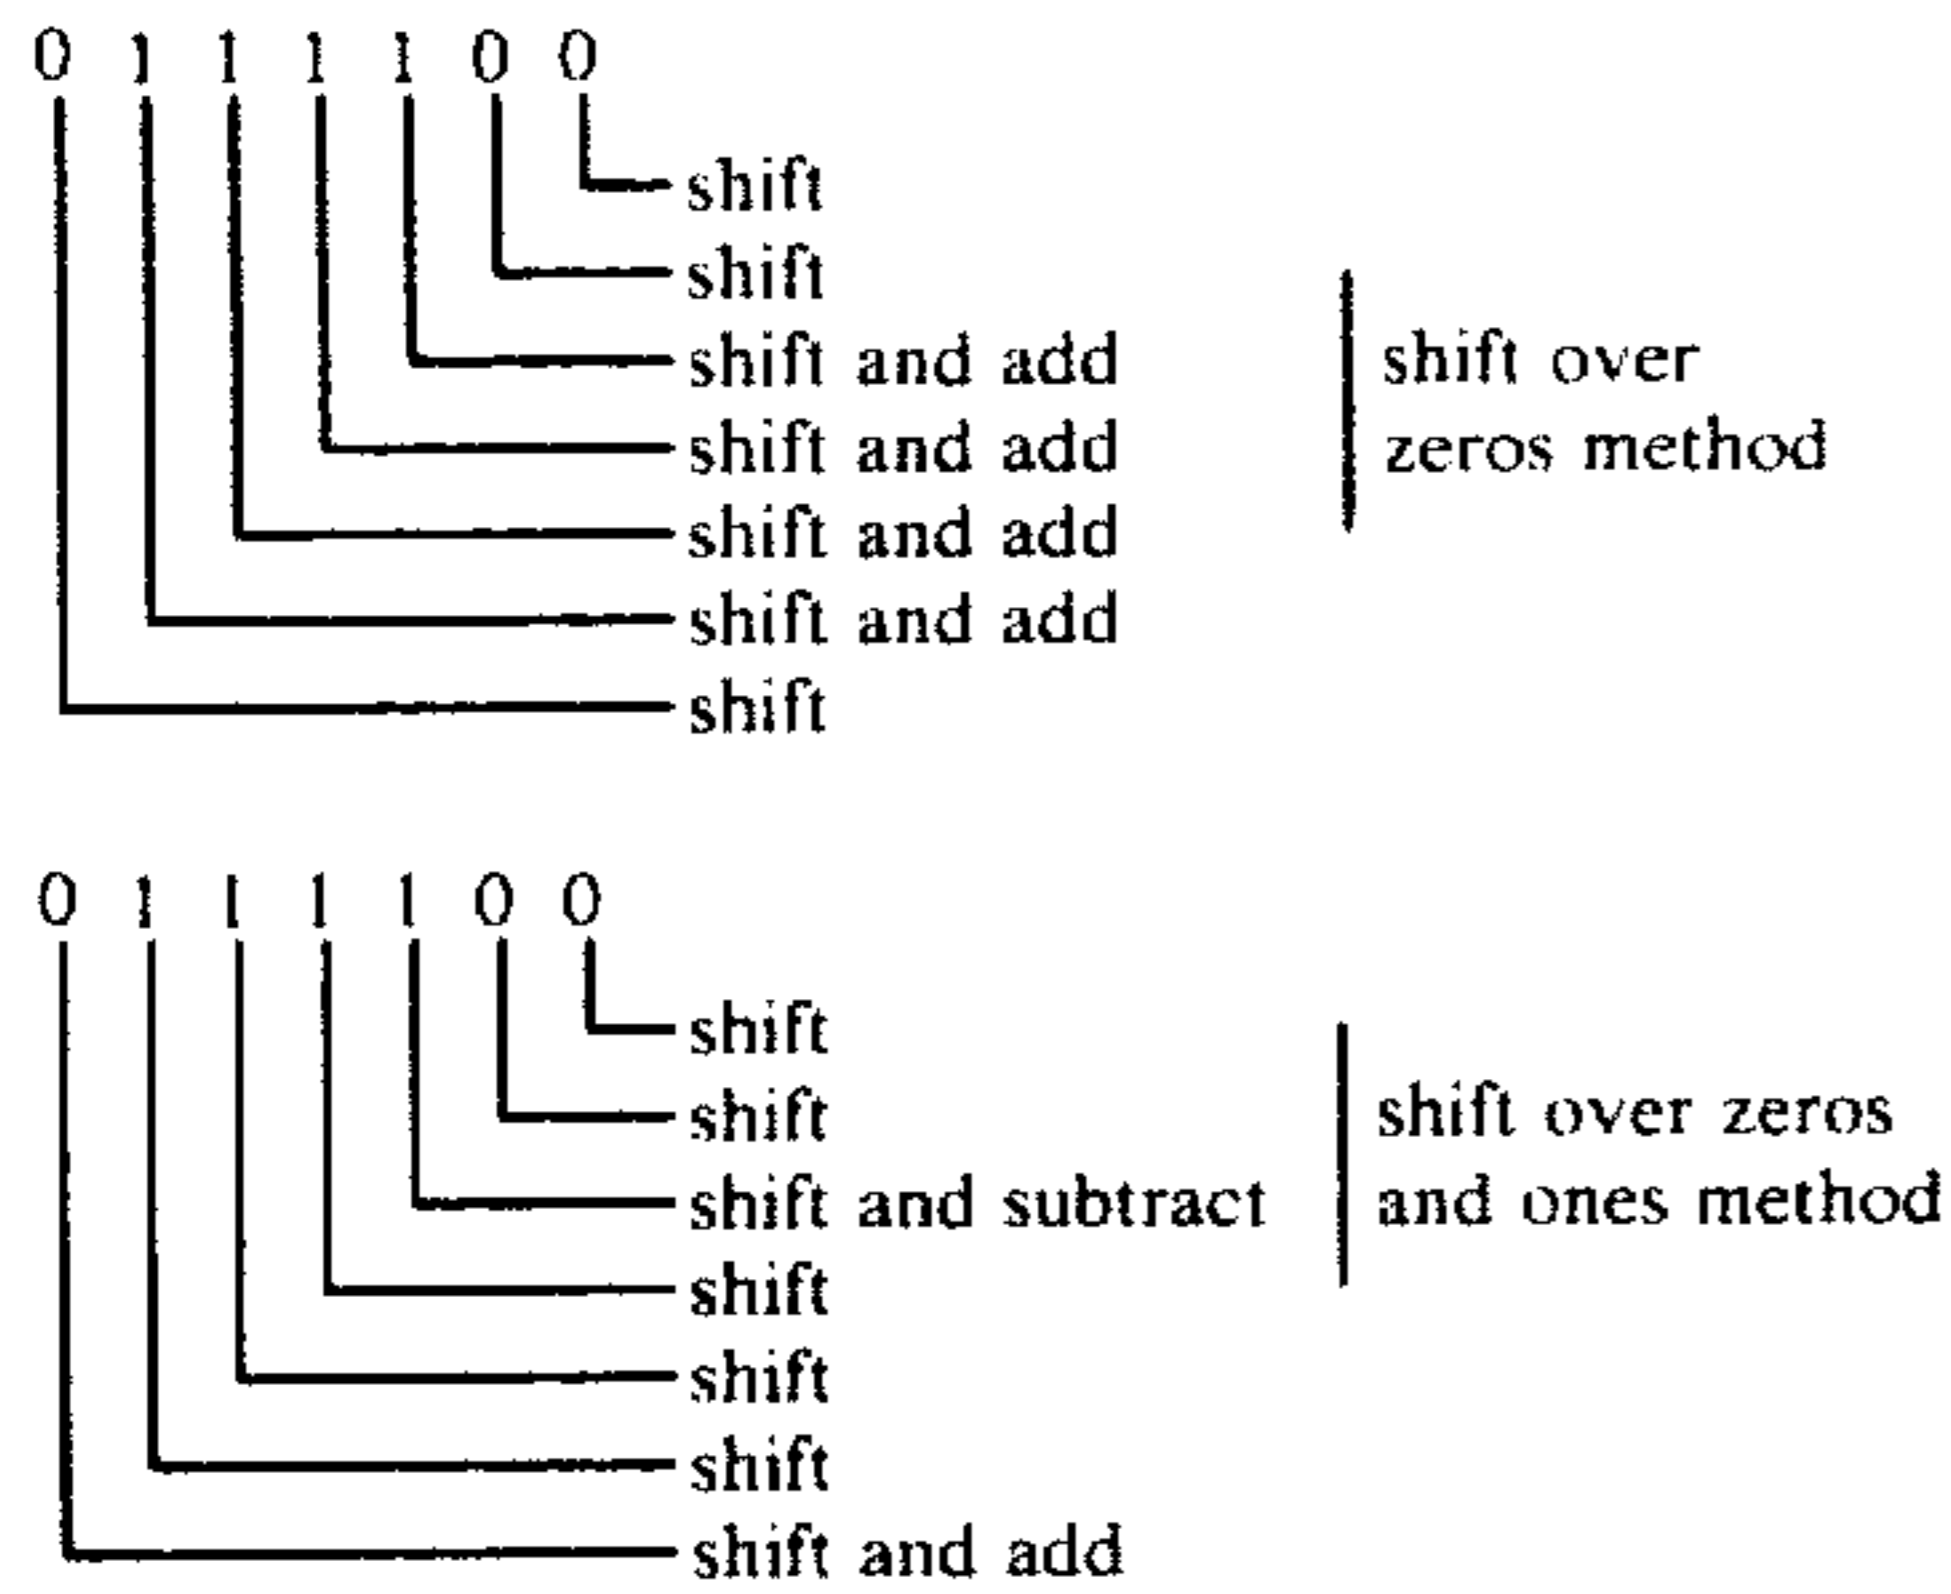 0 1 1 1 1 0 0
shift
shift
shift and add
shift and add
shift and add
shift and add
shift
shift over
zeros method
0 1 1 1 1 0 0
shift
shift
shift and subtract
shift
shift
shift
shift and add
shift over zeros
and ones method